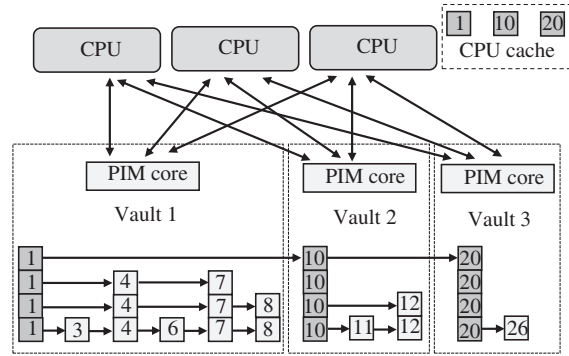 1 10 20
CPU CPU CPU CPU cache
PIM core PIM core PIM core
Vault 1 Vault 2 Vault 3
1 10 20
1 4 7 10 20
1 4 7 8 10 12 20
1 3 4 6 7 8 10 11 12 20 26